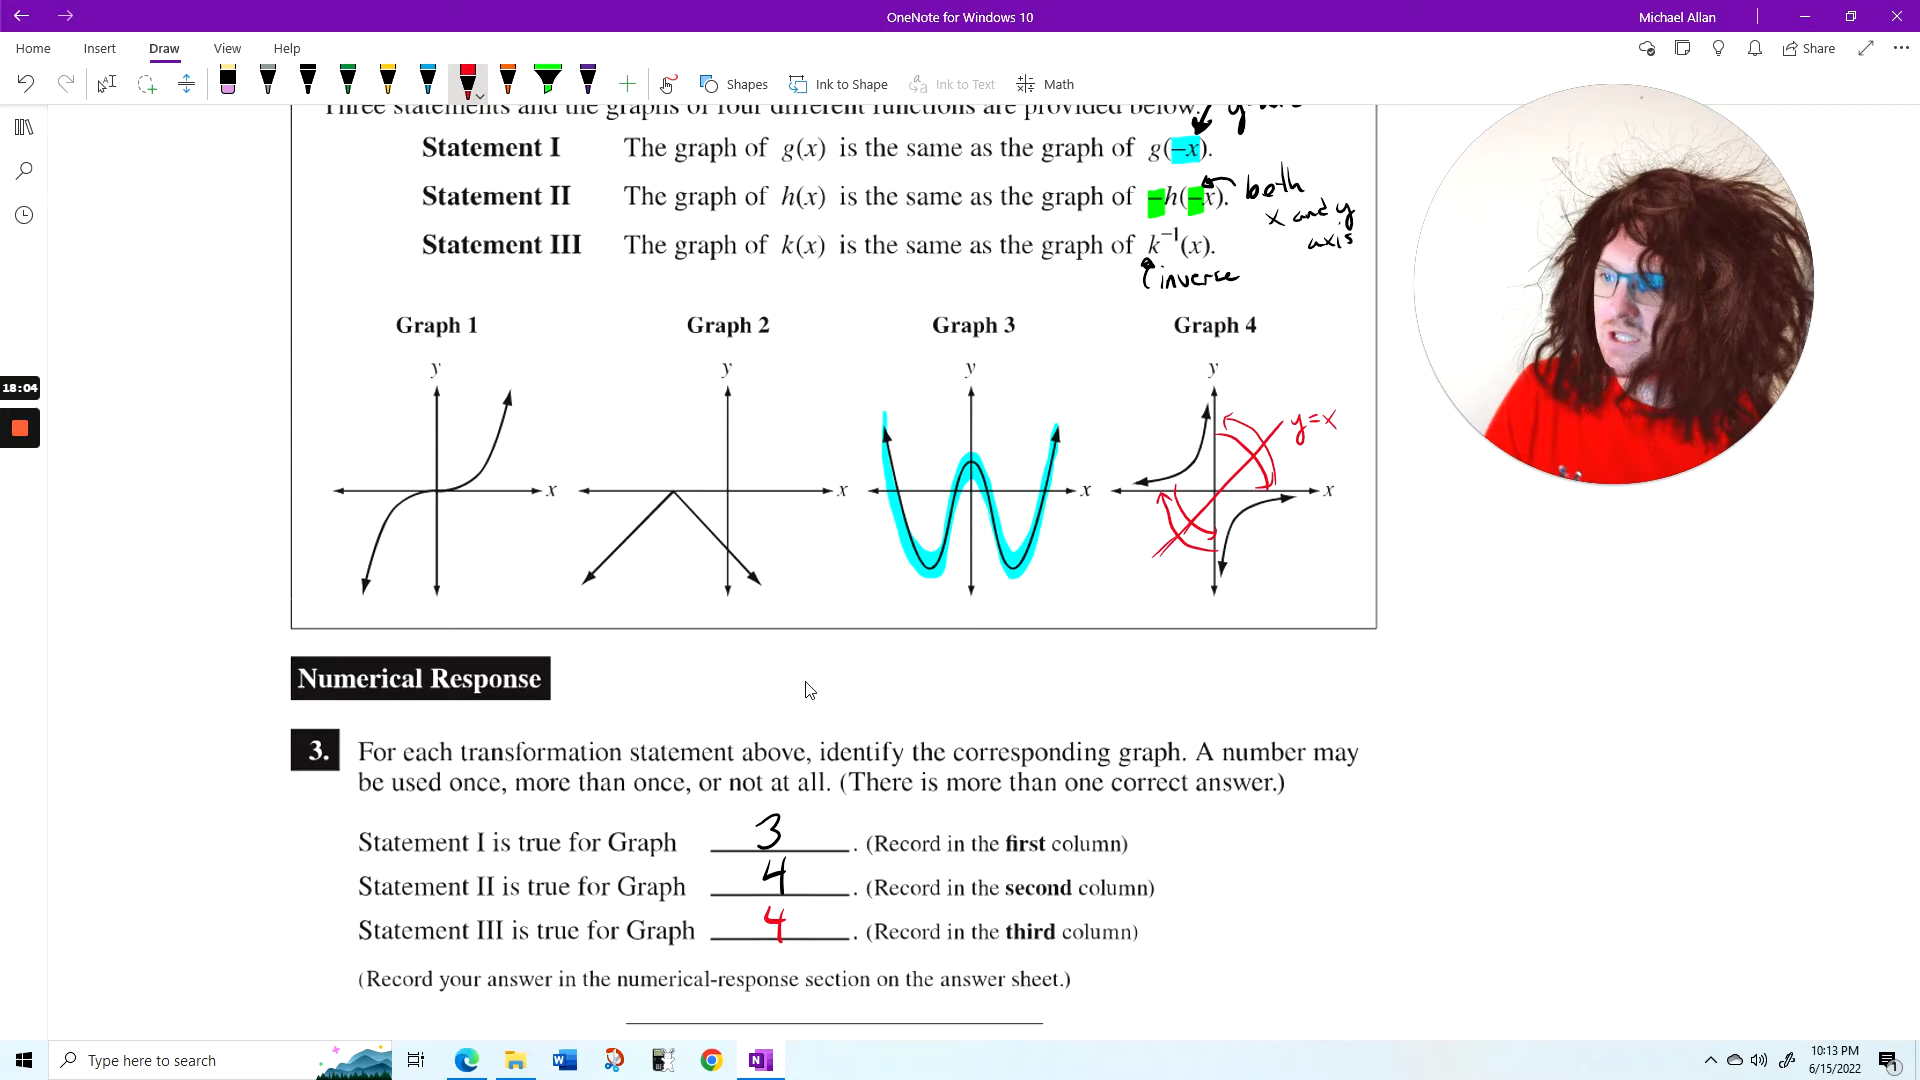 OneNote for Windows 10
Michael Allan
Home Insert Draw View Help
Share
Shapes Ink to Shape Ink to Text Math
Three statements and the graphs of four different functions are provided below.
Statement I The graph of g(x) is the same as the graph of g(−x).
Statement II The graph of h(x) is the same as the graph of −h(−x).
both
x and y
axis
Statement III The graph of k(x) is the same as the graph of k⁻¹(x).
inverse
Graph 1 Graph 2 Graph 3 Graph 4
y y y y
y=x
x x x x
18:04
Numerical Response
3. For each transformation statement above, identify the corresponding graph. A number may
be used once, more than once, or not at all. (There is more than one correct answer.)
Statement I is true for Graph 3. (Record in the first column)
Statement II is true for Graph 4. (Record in the second column)
Statement III is true for Graph 4. (Record in the third column)
(Record your answer in the numerical-response section on the answer sheet.)
Type here to search
10:13 PM
6/15/2022